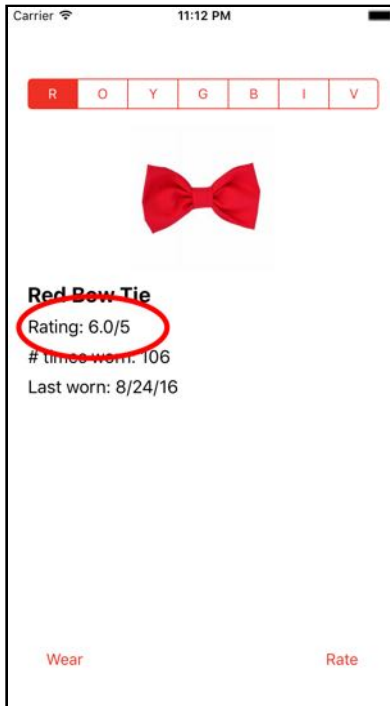 Carrier 11:12 PM
R O Y G B I V
Red Bow Tie
Rating: 6.0/5
# times worn: 106
Last worn: 8/24/16
Wear Rate